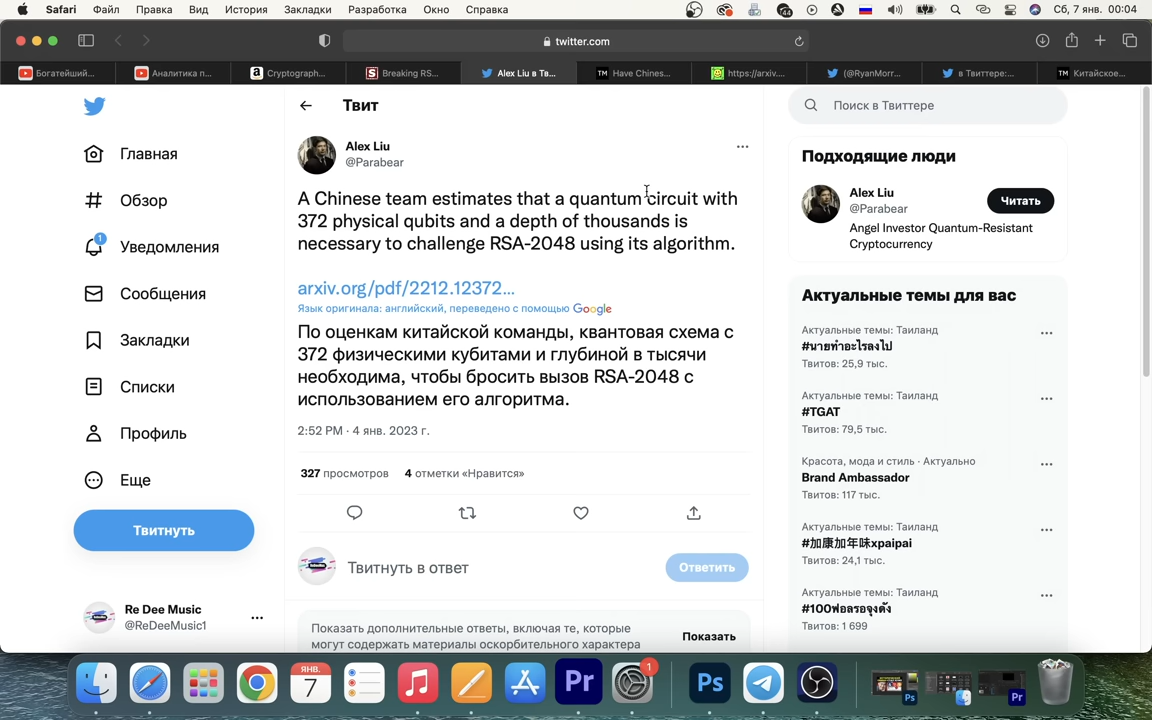 Safari Файл Правка Вид История Закладки Разработка Окно Справка
44
Сб, 7 янв. 00:04
twitter.com
Богатейший...
Аналитика п...
Cryptograph...
Breaking RS...
Alex Liu в Тв...
Have Chines...
https://arxiv....
(@RyanMorr...
в Твиттере:...
Китайское...
Главная
Обзор
1
Уведомления
Сообщения
Закладки
Списки
Профиль
Еще
Твитнуть
Re Dee Music
@ReDeeMusic1
Твит
Alex Liu
@Parabear
A Chinese team estimates that a quantum circuit with
372 physical qubits and a depth of thousands is
necessary to challenge RSA-2048 using its algorithm.
arxiv.org/pdf/2212.12372...
Язык оригинала: английский, переведено с помощью Google
По оценкам китайской команды, квантовая схема с
372 физическими кубитами и глубиной в тысячи
необходима, чтобы бросить вызов RSA-2048 с
использованием его алгоритма.
2:52 PM · 4 янв. 2023 г.
327 просмотров 4 отметки «Нравится»
Твитнуть в ответ
Ответить
Показать дополнительные ответы, включая те, которые
могут содержать материалы оскорбительного характера
Показать
Поиск в Твиттере
Подходящие люди
Alex Liu
@Parabear
Читать
Angel Investor Quantum-Resistant
Cryptocurrency
Актуальные темы для вас
Актуальные темы: Таиланд
#นายทำอะไรลงไป
Твитов: 25,9 тыс.
Актуальные темы: Таиланд
#TGAT
Твитов: 79,5 тыс.
Красота, мода и стиль · Актуально
Brand Ambassador
Твитов: 117 тыс.
Актуальные темы: Таиланд
#加康加年味xpaipai
Твитов: 24,1 тыс.
Актуальные темы: Таиланд
#100ฟอลรอจุงดัง
Твитов: 1 699
ЯНВ.
7
Pr
1
Ps
Ps
Pr